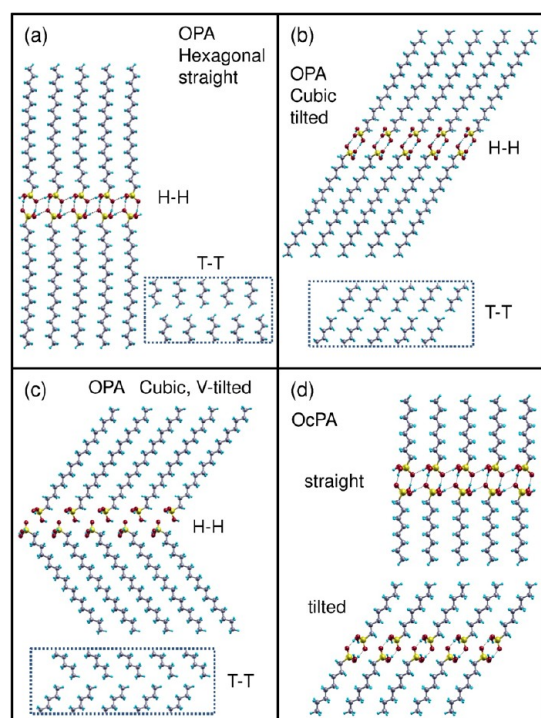 (a)
OPA
Hexagonal
straight
H-H
T-T
(b)
OPA
Cubic
tilted
H-H
T-T
(c)
OPA Cubic, V-tilted
H-H
T-T
(d)
OcPA
straight
tilted